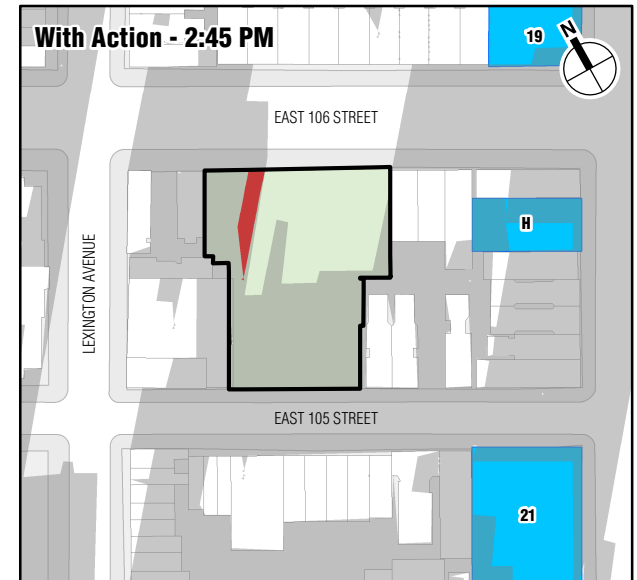 With Action - 2:45 PM
19
N
EAST 106 STREET
H
LEXINGTON AVENUE
EAST 105 STREET
21